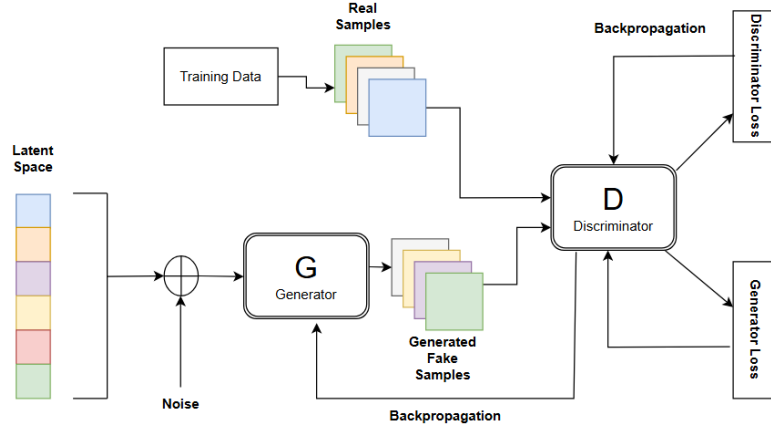 Real
Samples
Training Data
Backpropagation
Discriminator Loss
Latent
Space
D
Discriminator
G
Generator
Generator Loss
Generated
Fake
Samples
Noise
Backpropagation